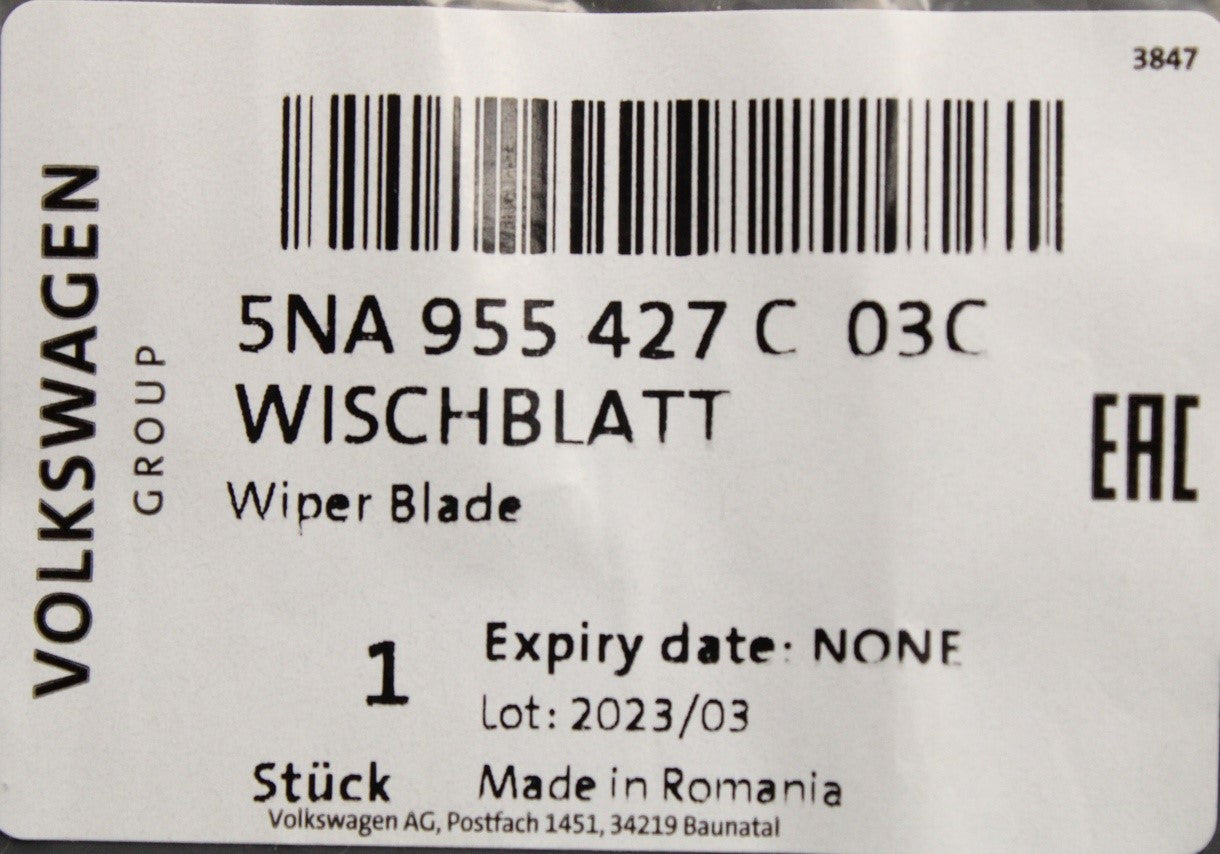 3847
VOLKSWAGEN
GROUP
5NA 955 427 C 03C
WISCHBLATT
Wiper Blade
EAC
1
Expiry date: NONE
Lot: 2023/03
Stück
Made in Romania
Volkswagen AG, Postfach 1451, 34219 Baunatal